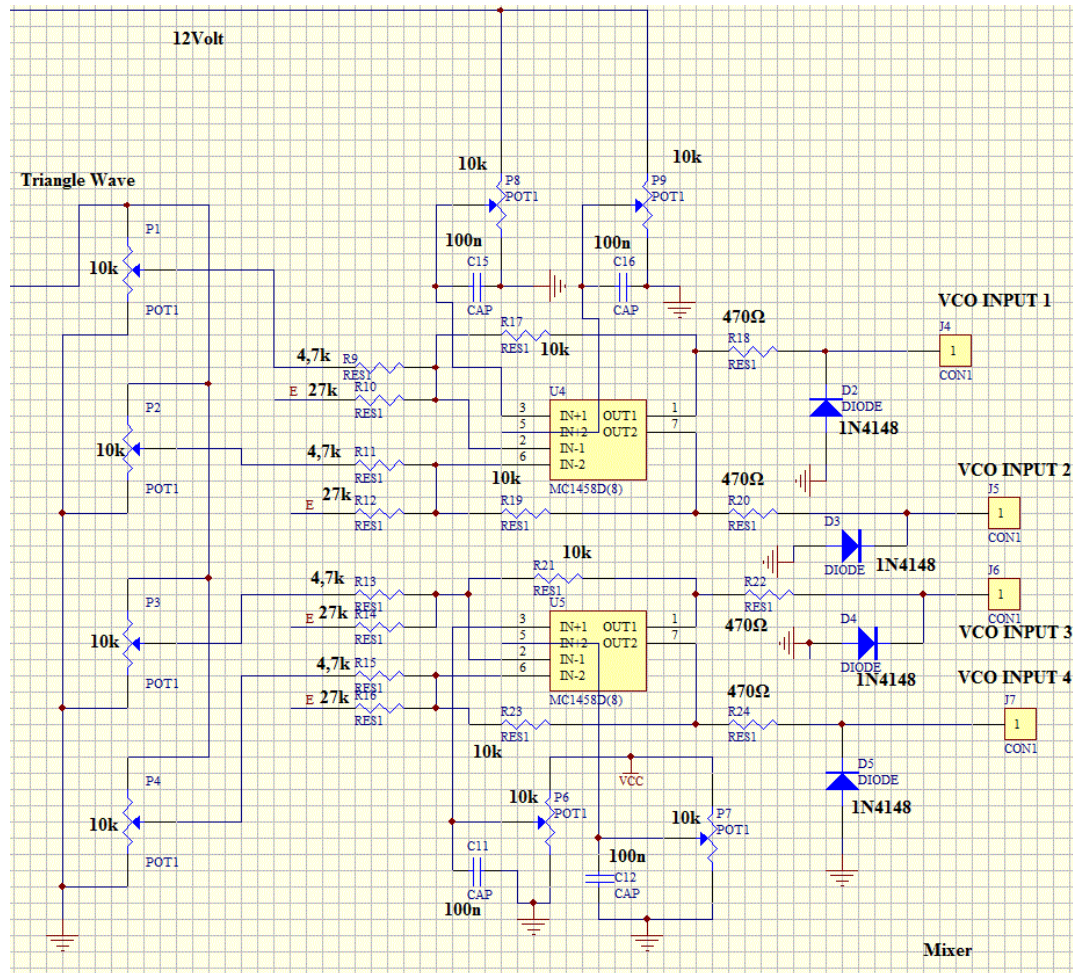 12Volt
10k
10k
P8
P9
POT1
POT1
Triangle Wave
P1
10k
POT1
100n
100n
C15
C16
CAP
CAP
VCO INPUT 1
R17
RES1
10k
470Ω
R18
RES1
J4
1
CON1
4,7k
R9
RES1
E
27k
R10
RES1
U4
3
IN+1
OUT1
1
5
IN+2
OUT2
7
2
IN-1
6
IN-2
MC1458D(8)
D2
DIODE
1N4148
P2
10k
POT1
4,7k
R11
RES1
E
27k
R12
RES1
10k
R19
RES1
470Ω
R20
RES1
VCO INPUT 2
J5
1
CON1
D3
DIODE
1N4148
10k
R21
RES1
P3
10k
POT1
4,7k
R13
RES1
E
27k
R14
RES1
U5
3
IN+1
OUT1
1
5
IN+2
OUT2
7
2
IN-1
6
IN-2
MC1458D(8)
R22
RES1
470Ω
J6
1
CON1
VCO INPUT 3
D4
DIODE
1N4148
4,7k
R15
RES1
E
27k
R16
RES1
R23
RES1
10k
470Ω
R24
RES1
VCO INPUT 4
J7
1
CON1
P4
10k
POT1
VCC
D5
DIODE
1N4148
10k
P6
POT1
10k
P7
POT1
C11
CAP
100n
100n
C12
CAP
Mixer